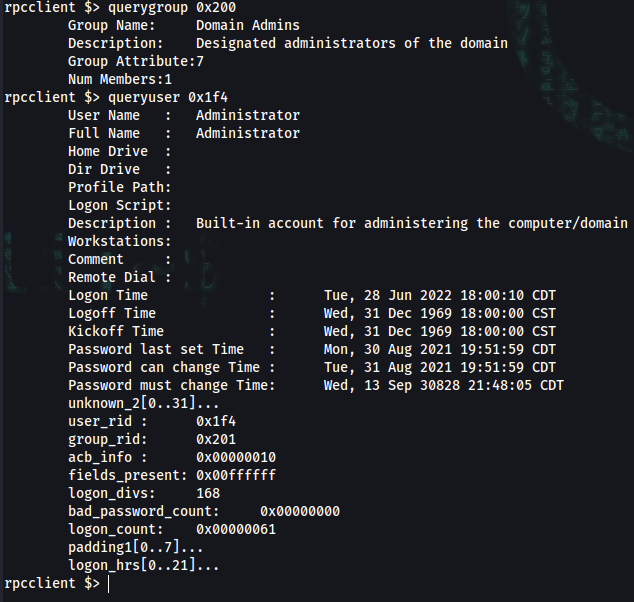 rpcclient $> querygroup 0x200
Group Name: Domain Admins
Description: Designated administrators of the domain
Group Attribute:7
Num Members:1
rpcclient $> queryuser 0x1f4
User Name : Administrator
Full Name : Administrator
Home Drive :
Dir Drive :
Profile Path:
Logon Script:
Description : Built-in account for administering the computer/domain
Workstations:
Comment :
Remote Dial :
Logon Time : Tue, 28 Jun 2022 18:00:10 CDT
Logoff Time : Wed, 31 Dec 1969 18:00:00 CST
Kickoff Time : Wed, 31 Dec 1969 18:00:00 CST
Password last set Time : Mon, 30 Aug 2021 19:51:59 CDT
Password can change Time : Tue, 31 Aug 2021 19:51:59 CDT
Password must change Time: Wed, 13 Sep 30828 21:48:05 CDT
unknown_2[0..31]...
user_rid : 0x1f4
group_rid: 0x201
acb_info : 0x00000010
fields_present: 0x00ffffff
logon_divs: 168
bad_password_count: 0x00000000
logon_count: 0x00000061
padding1[0..7]...
logon_hrs[0..21]...
rpcclient $>